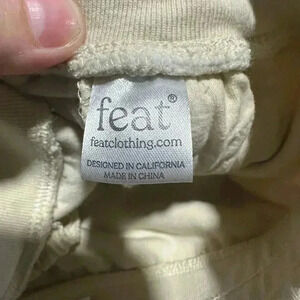 feat®
featclothing.com
DESIGNED IN CALIFORNIA
MADE IN CHINA